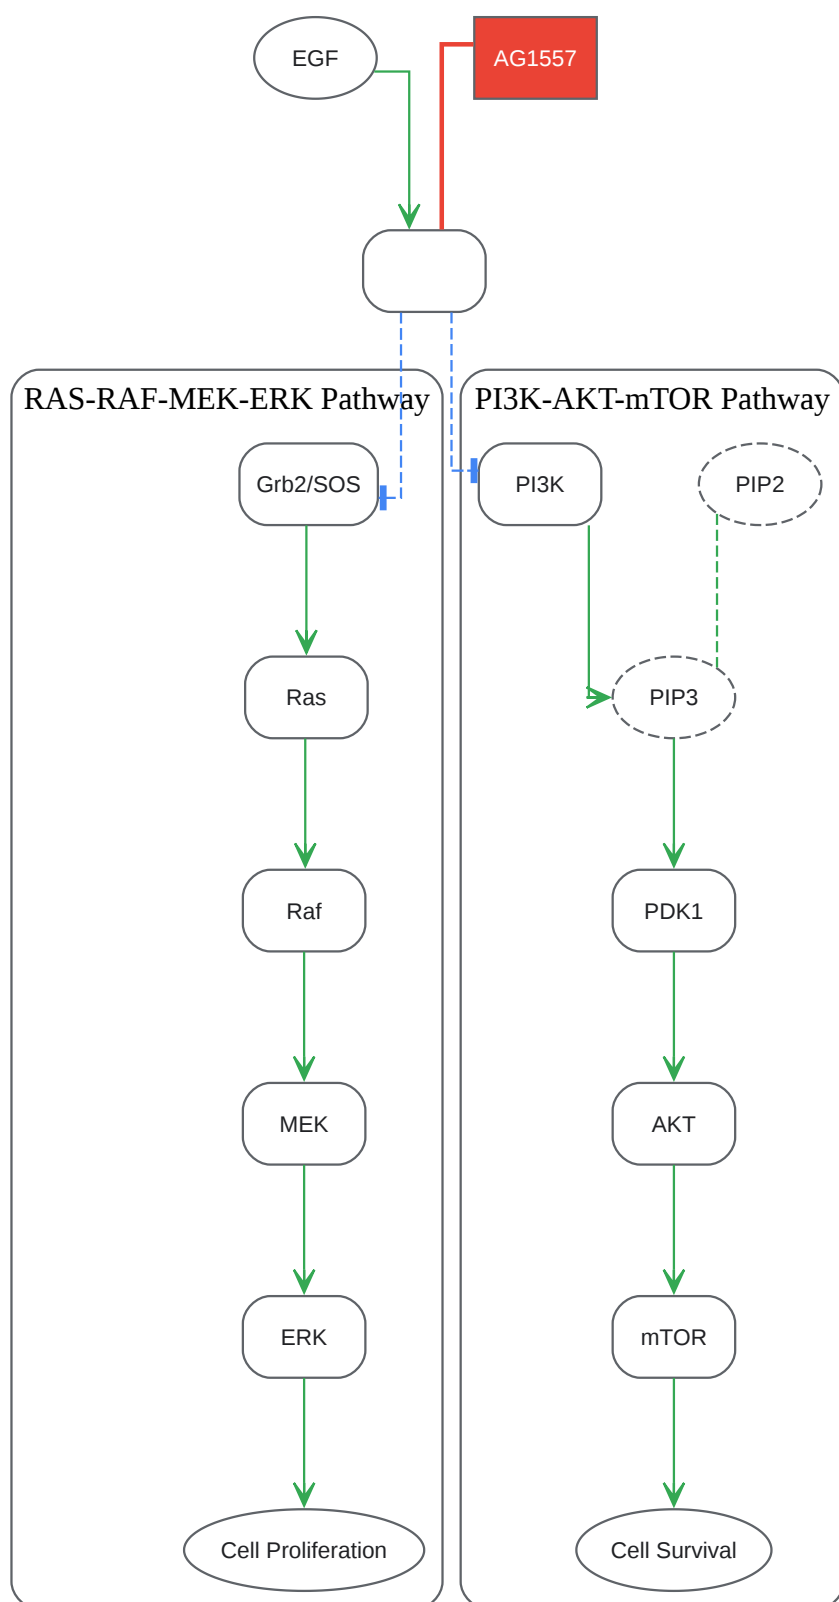 EGF
AG1557
RAS-RAF-MEK-ERK Pathway
PI3K-AKT-mTOR Pathway
Grb2/SOS
PI3K
PIP2
Ras
PIP3
Raf
PDK1
MEK
AKT
ERK
mTOR
Cell Proliferation
Cell Survival